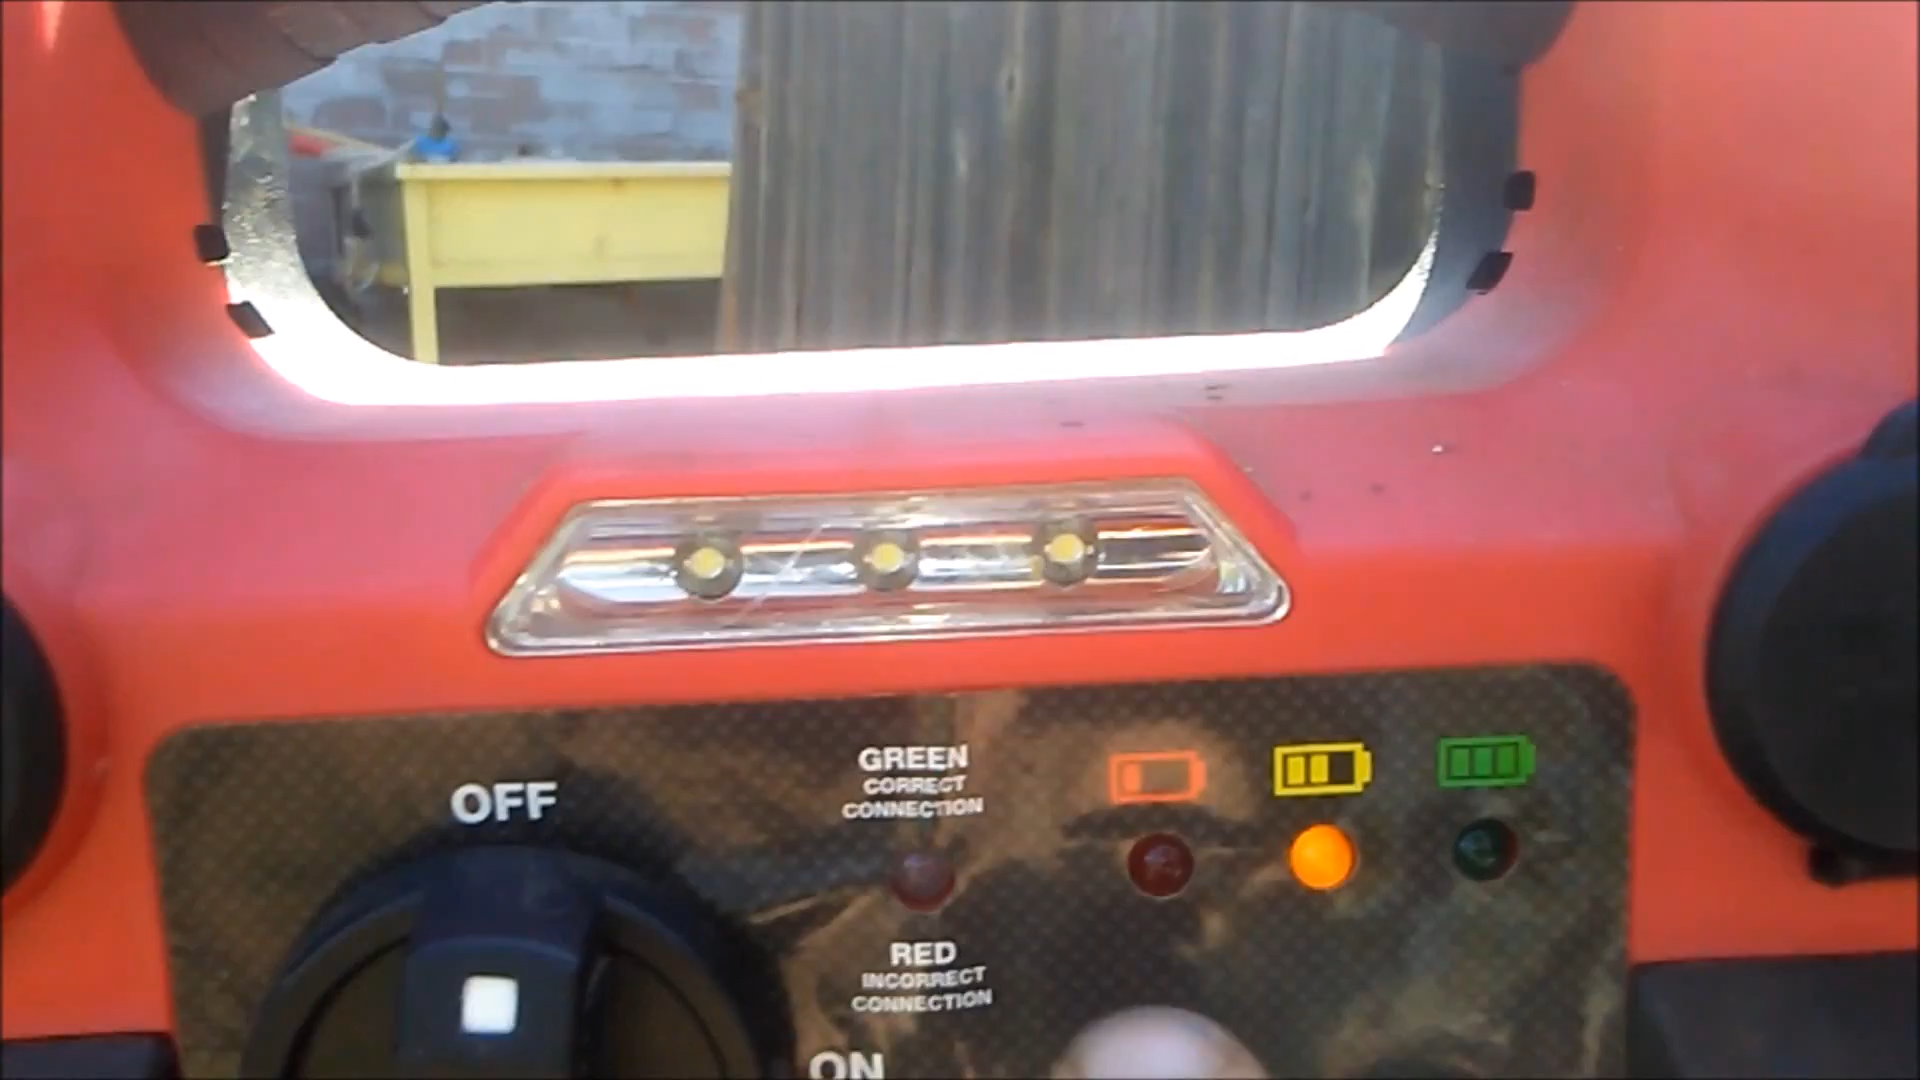 OFF
GREEN
CORRECT
CONNECTION
RED
INCORRECT
CONNECTION
ON